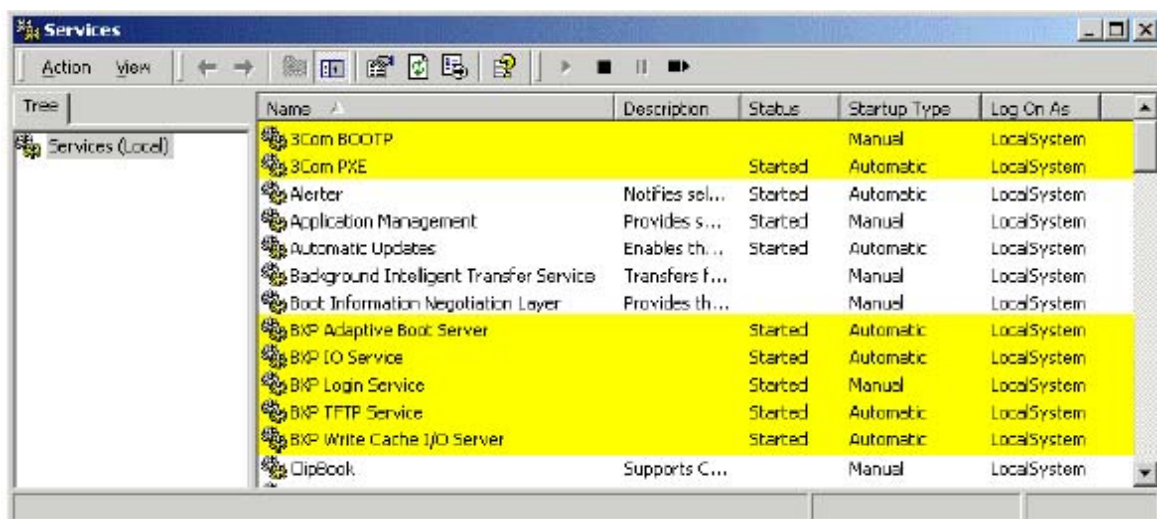 Services
Action View
Tree
Name Description Status Startup Type Log On As
Services (Local)
3Com BOOTP Manual LocalSystem
3Com PXE Started Automatic LocalSystem
Alerter Notifies sel... Started Automatic LocalSystem
Application Management Provides s... Started Manual LocalSystem
Automatic Updates Enables th... Started Automatic LocalSystem
Background Intelligent Transfer Service Transfers f... Manual LocalSystem
Boot Information Negotiation Layer Provides th... Manual LocalSystem
BXP Adaptive Boot Server Started Automatic LocalSystem
BXP IO Service Started Automatic LocalSystem
BXP Login Service Started Manual LocalSystem
BXP TFTP Service Started Automatic LocalSystem
BXP Write Cache I/O Server Started Automatic LocalSystem
ClipBook Supports C... Manual LocalSystem